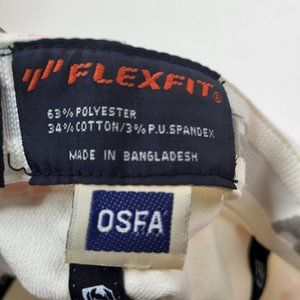 FLEXFIT®
63% POLYESTER
34% COTTON/3% P.U.SPANDEX
MADE IN BANGLADESH
OSFA